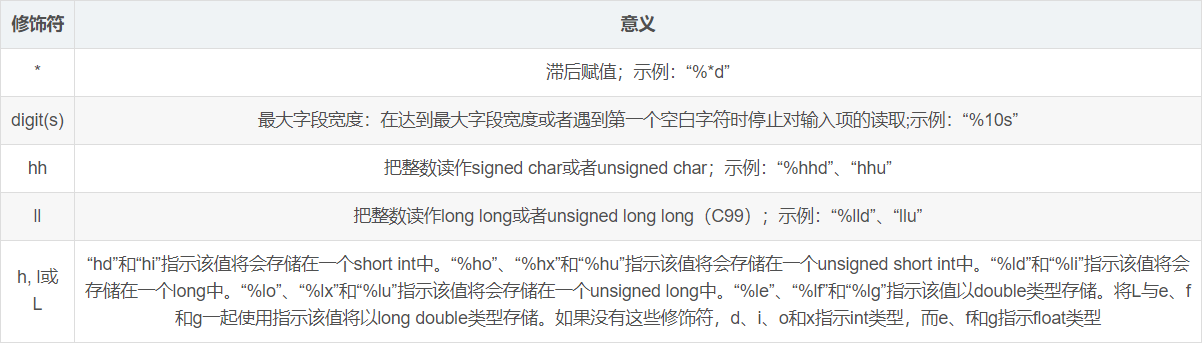 修饰符 意义
* 滞后赋值；示例：“%*d”
digit(s) 最大字段宽度：在达到最大字段宽度或者遇到第一个空白字符时停止对输入项的读取;示例：“%10s”
hh 把整数读作signed char或者unsigned char；示例：“%hhd”、“hhu”
ll 把整数读作long long或者unsigned long long（C99）；示例：“%lld”、“llu”
h, l或
L
“hd”和“hi”指示该值将会存储在一个short int中。“%ho”、“%hx”和“%hu”指示该值将会存储在一个unsigned short int中。“%ld”和“%li”指示该值将会
存储在一个long中。“%lo”、“%lx”和“%lu”指示该值将会存储在一个unsigned long中。“%le”、“%lf”和“%lg”指示该值以double类型存储。将L与e、f
和g一起使用指示该值将以long double类型存储。如果没有这些修饰符，d、i、o和x指示int类型，而e、f和g指示float类型